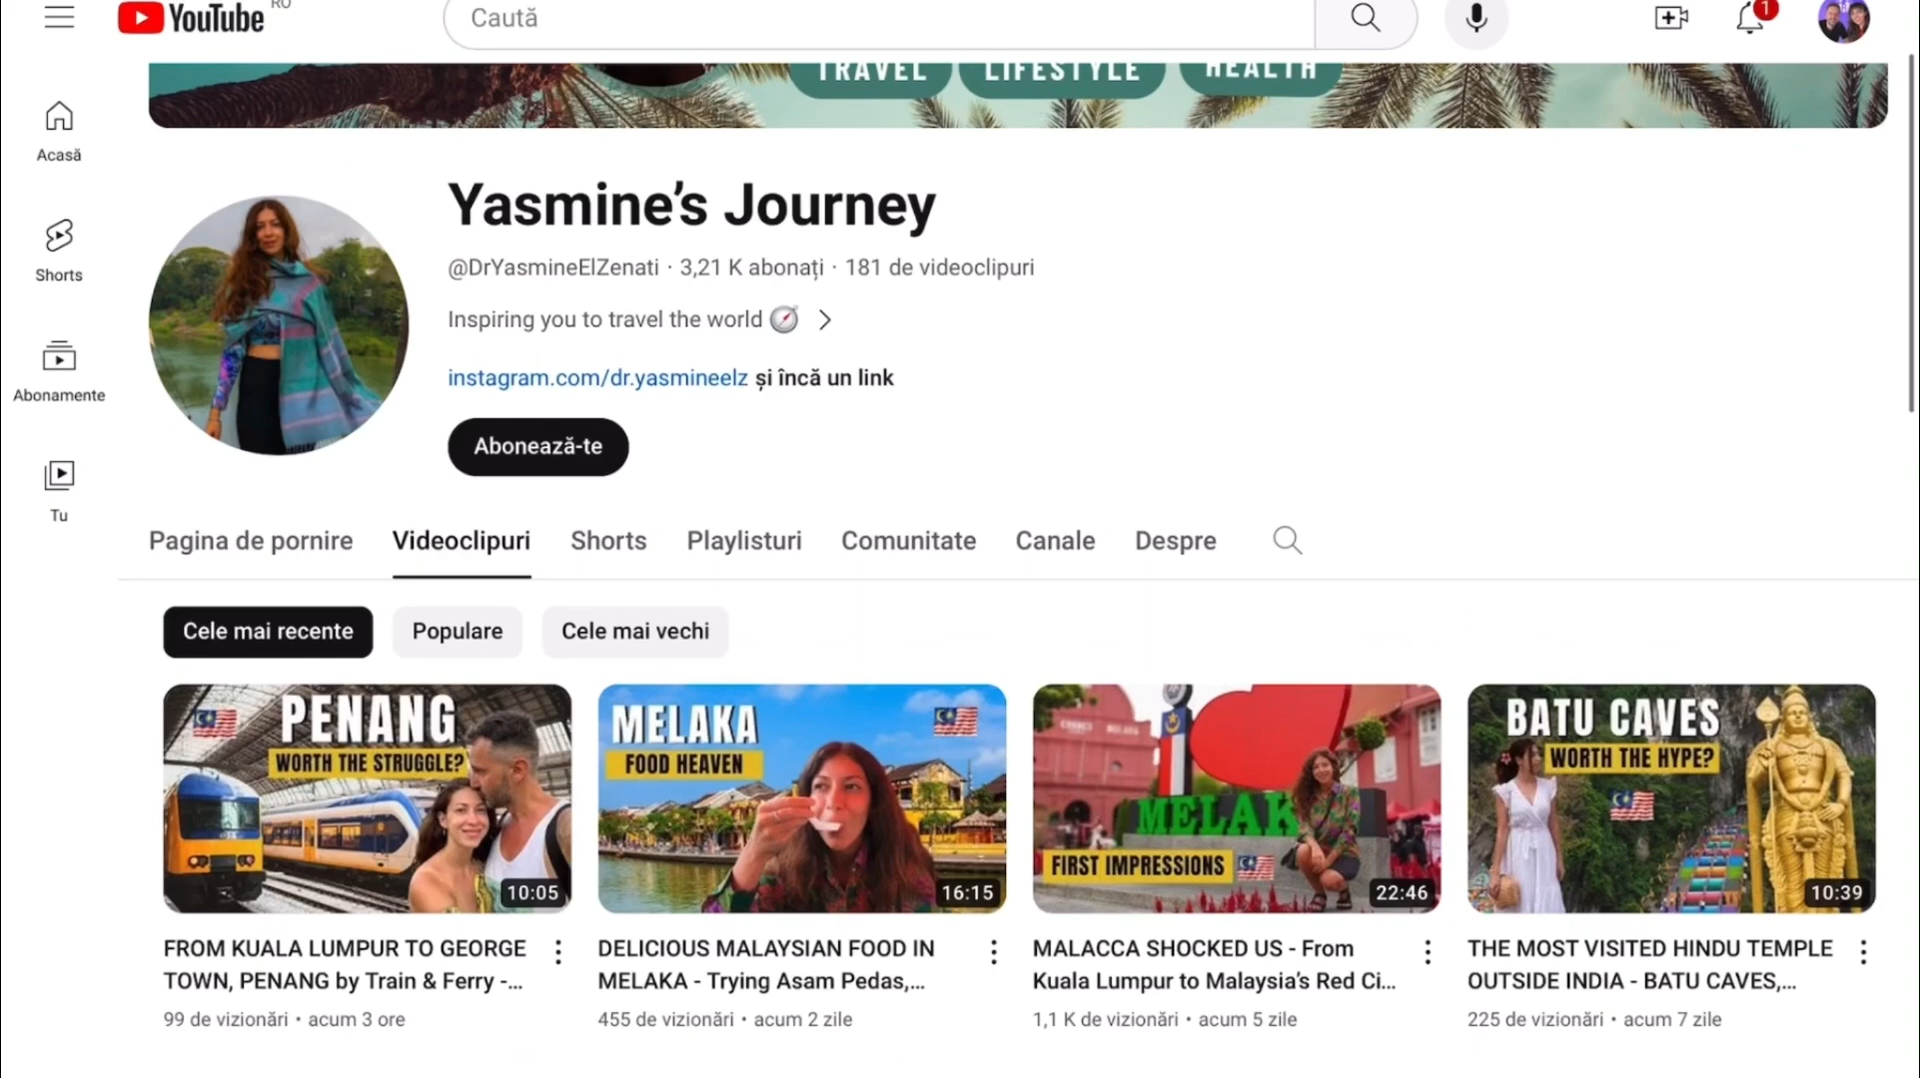 RO
YouTube
Caută
1
TRAVEL LIFESTYLE HEALTH
Acasă
Shorts
Abonamente
Tu
Yasmine’s Journey
@DrYasmineElZenati · 3,21 K abonați · 181 de videoclipuri
Inspiring you to travel the world
instagram.com/dr.yasmineelz și încă un link
Abonează-te
Pagina de pornire Videoclipuri Shorts Playlisturi Comunitate Canale Despre
Cele mai recente Populare Cele mai vechi
PENANG
WORTH THE STRUGGLE?
10:05
FROM KUALA LUMPUR TO GEORGE
TOWN, PENANG by Train & Ferry -...
99 de vizionări • acum 3 ore
MELAKA
FOOD HEAVEN
16:15
DELICIOUS MALAYSIAN FOOD IN
MELAKA - Trying Asam Pedas,...
455 de vizionări • acum 2 zile
MELAK
FIRST IMPRESSIONS
22:46
MALACCA SHOCKED US - From
Kuala Lumpur to Malaysia’s Red Ci...
1,1 K de vizionări • acum 5 zile
BATU CAVES
WORTH THE HYPE?
10:39
THE MOST VISITED HINDU TEMPLE
OUTSIDE INDIA - BATU CAVES,...
225 de vizionări • acum 7 zile